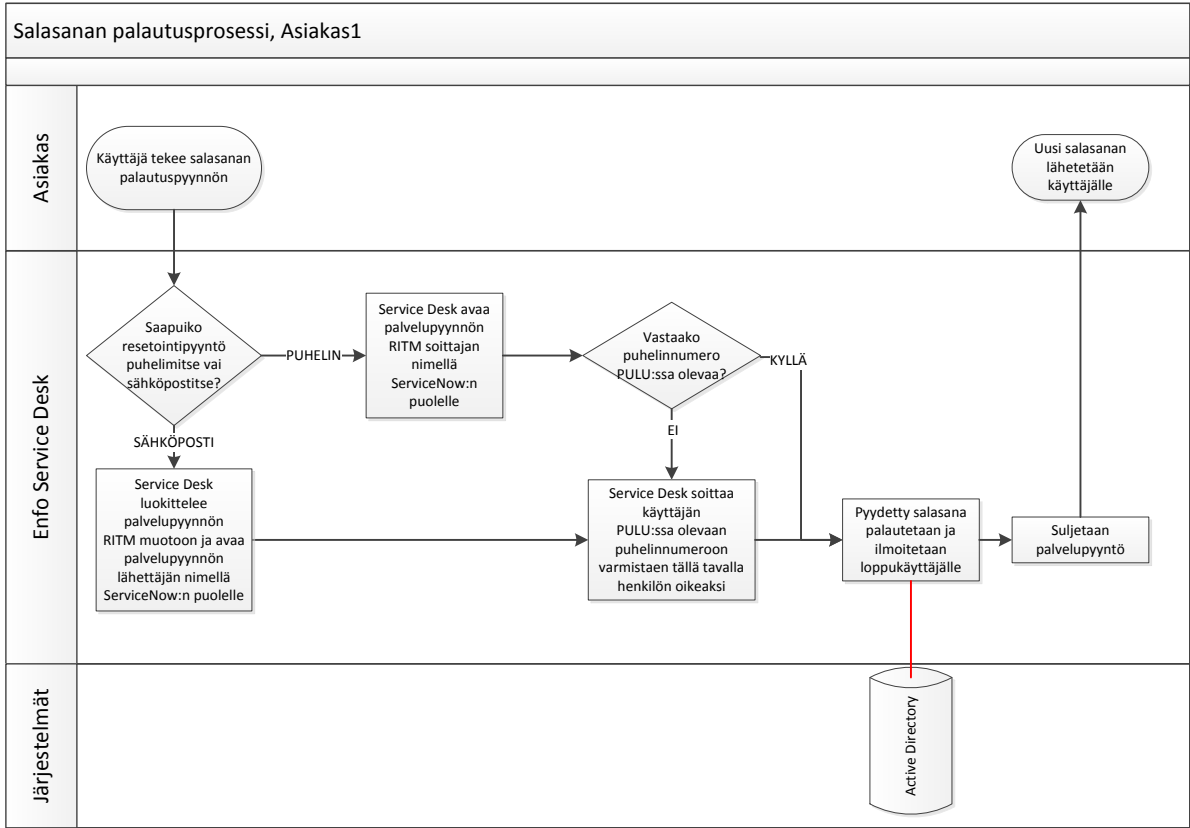 Salasanan palautusprosessi, Asiakas1
Asiakas
Käyttäjä tekee salasanan
palautuspyynnön
Uusi salasanan
lähetetään
käyttäjälle
Enfo Service Desk
Saapuiko
resetointipyyntö
puhelimitse vai
sähköpostitse?
PUHELIN
Service Desk avaa
palvelupyynnön
RITM soittajan
nimellä
ServiceNow:n
puolelle
Vastaako
puhelinnumero
PULU:ssa olevaa?
KYLLÄ
EI
SÄHKÖPOSTI
Service Desk
luokittelee
palvelupyynnön
RITM muotoon ja avaa
palvelupyynnön
lähettäjän nimellä
ServiceNow:n puolelle
Service Desk soittaa
käyttäjän
PULU:ssa olevaan
puhelinnumeroon
varmistaen tällä tavalla
henkilön oikeaksi
Pyydetty salasana
palautetaan ja
ilmoitetaan
loppukäyttäjälle
Suljetaan
palvelupyyntö
Järjestelmät
Active Directory